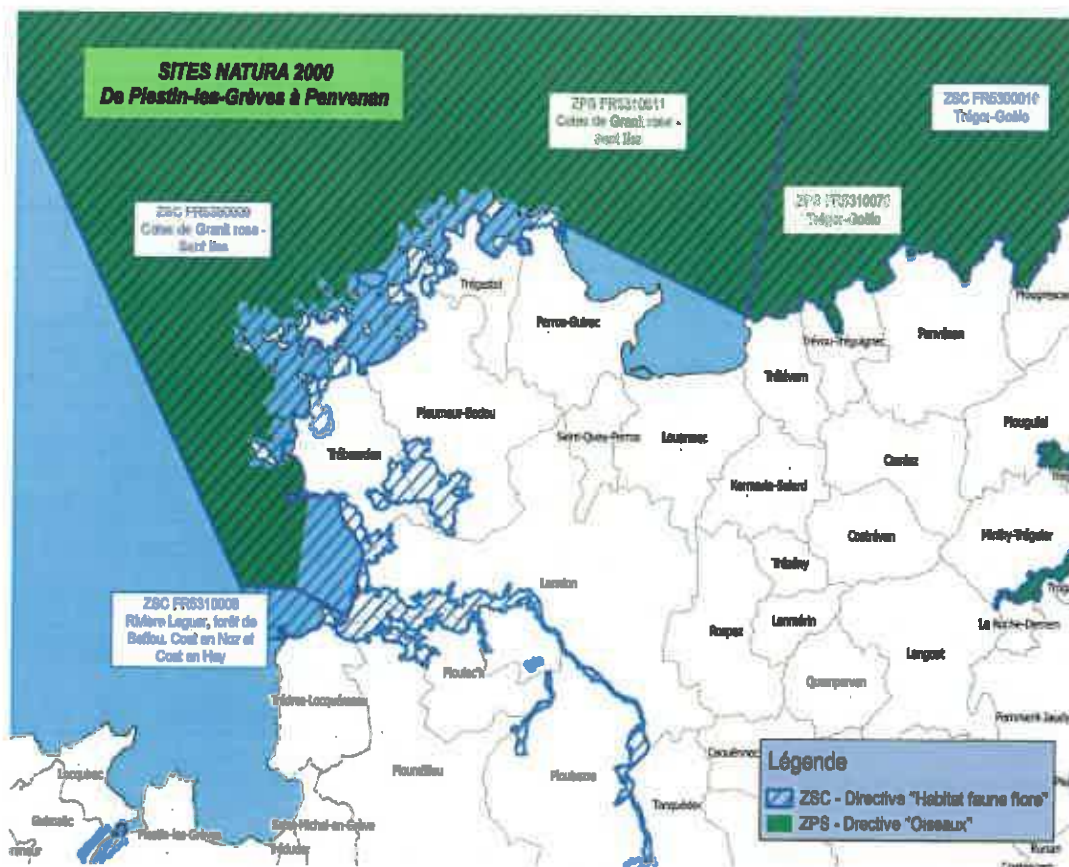 SITES NATURA 2000
De Plestin-les-Grèves à Penvenan
ZPS FR5310011
Cotes de Granit rose -
Sept Iles
ZSC FR5300010
Trégor-Goëlo
ZSC FR5300009
Cotes de Granit rose -
Sept Iles
ZPS FR5310070
Trégor-Goëlo
Trégastel
Perros-Guirec
Trévou-Tréguignec
Penvénan
Trélévern
Pleumeur-Bodou
Saint-Quay-Perros
Louannec
Plouguiel
Trébeurden
Camlez
Kermaria-Sulard
Coatréven
Minihy-Tréguier
Trézény
Lannion
ZSC FR5310008
Rivière Leguer, forêt de
Beffou, Coat an Noz et
Coat an Hay
Rospez
Lanmérin
La Roche-Derrien
Langoat
Ploulec'h
Quemperven
Trédrez-Locquémeau
Ploumilliau
Ploubezre
Caouënnec
Légende
ZSC - Directive "Habitat faune flore"
ZPS - Directive "Oiseaux"
Locquirec
Guimaëc
Plestin-les-Grèves
Saint-Michel-en-Grève
Tréduder
Tonquédec
Runan